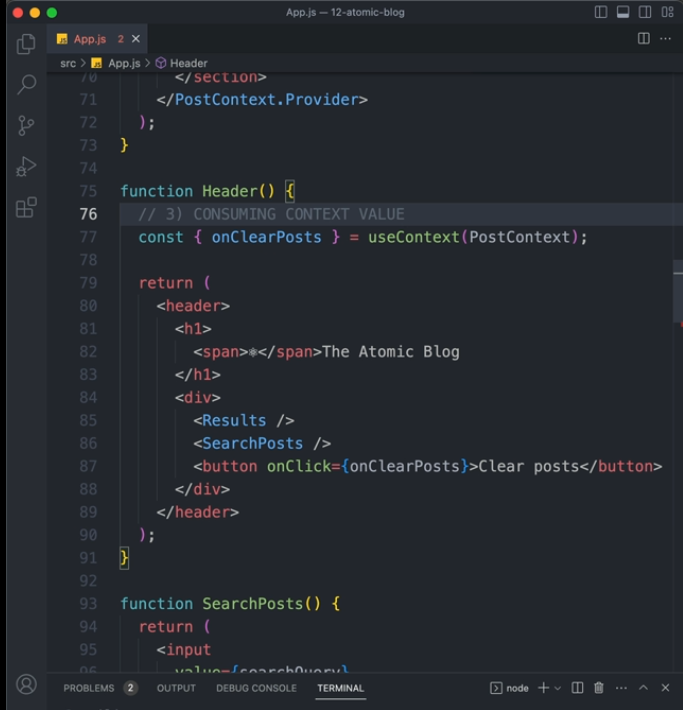 App.js — 12-atomic-blog
App.js 2
src > App.js > Header
70 </section>
71 </PostContext.Provider>
72 );
73 }
74
75 function Header() {
76 // 3) CONSUMING CONTEXT VALUE
77 const { onClearPosts } = useContext(PostContext);
78
79 return (
80 <header>
81 <h1>
82 <span>⚛️</span>The Atomic Blog
83 </h1>
84 <div>
85 <Results />
86 <SearchPosts />
87 <button onClick={onClearPosts}>Clear posts</button>
88 </div>
89 </header>
90 );
91 }
92
93 function SearchPosts() {
94 return (
95 <input
96 value={searchQuery}
PROBLEMS 2 OUTPUT DEBUG CONSOLE TERMINAL node